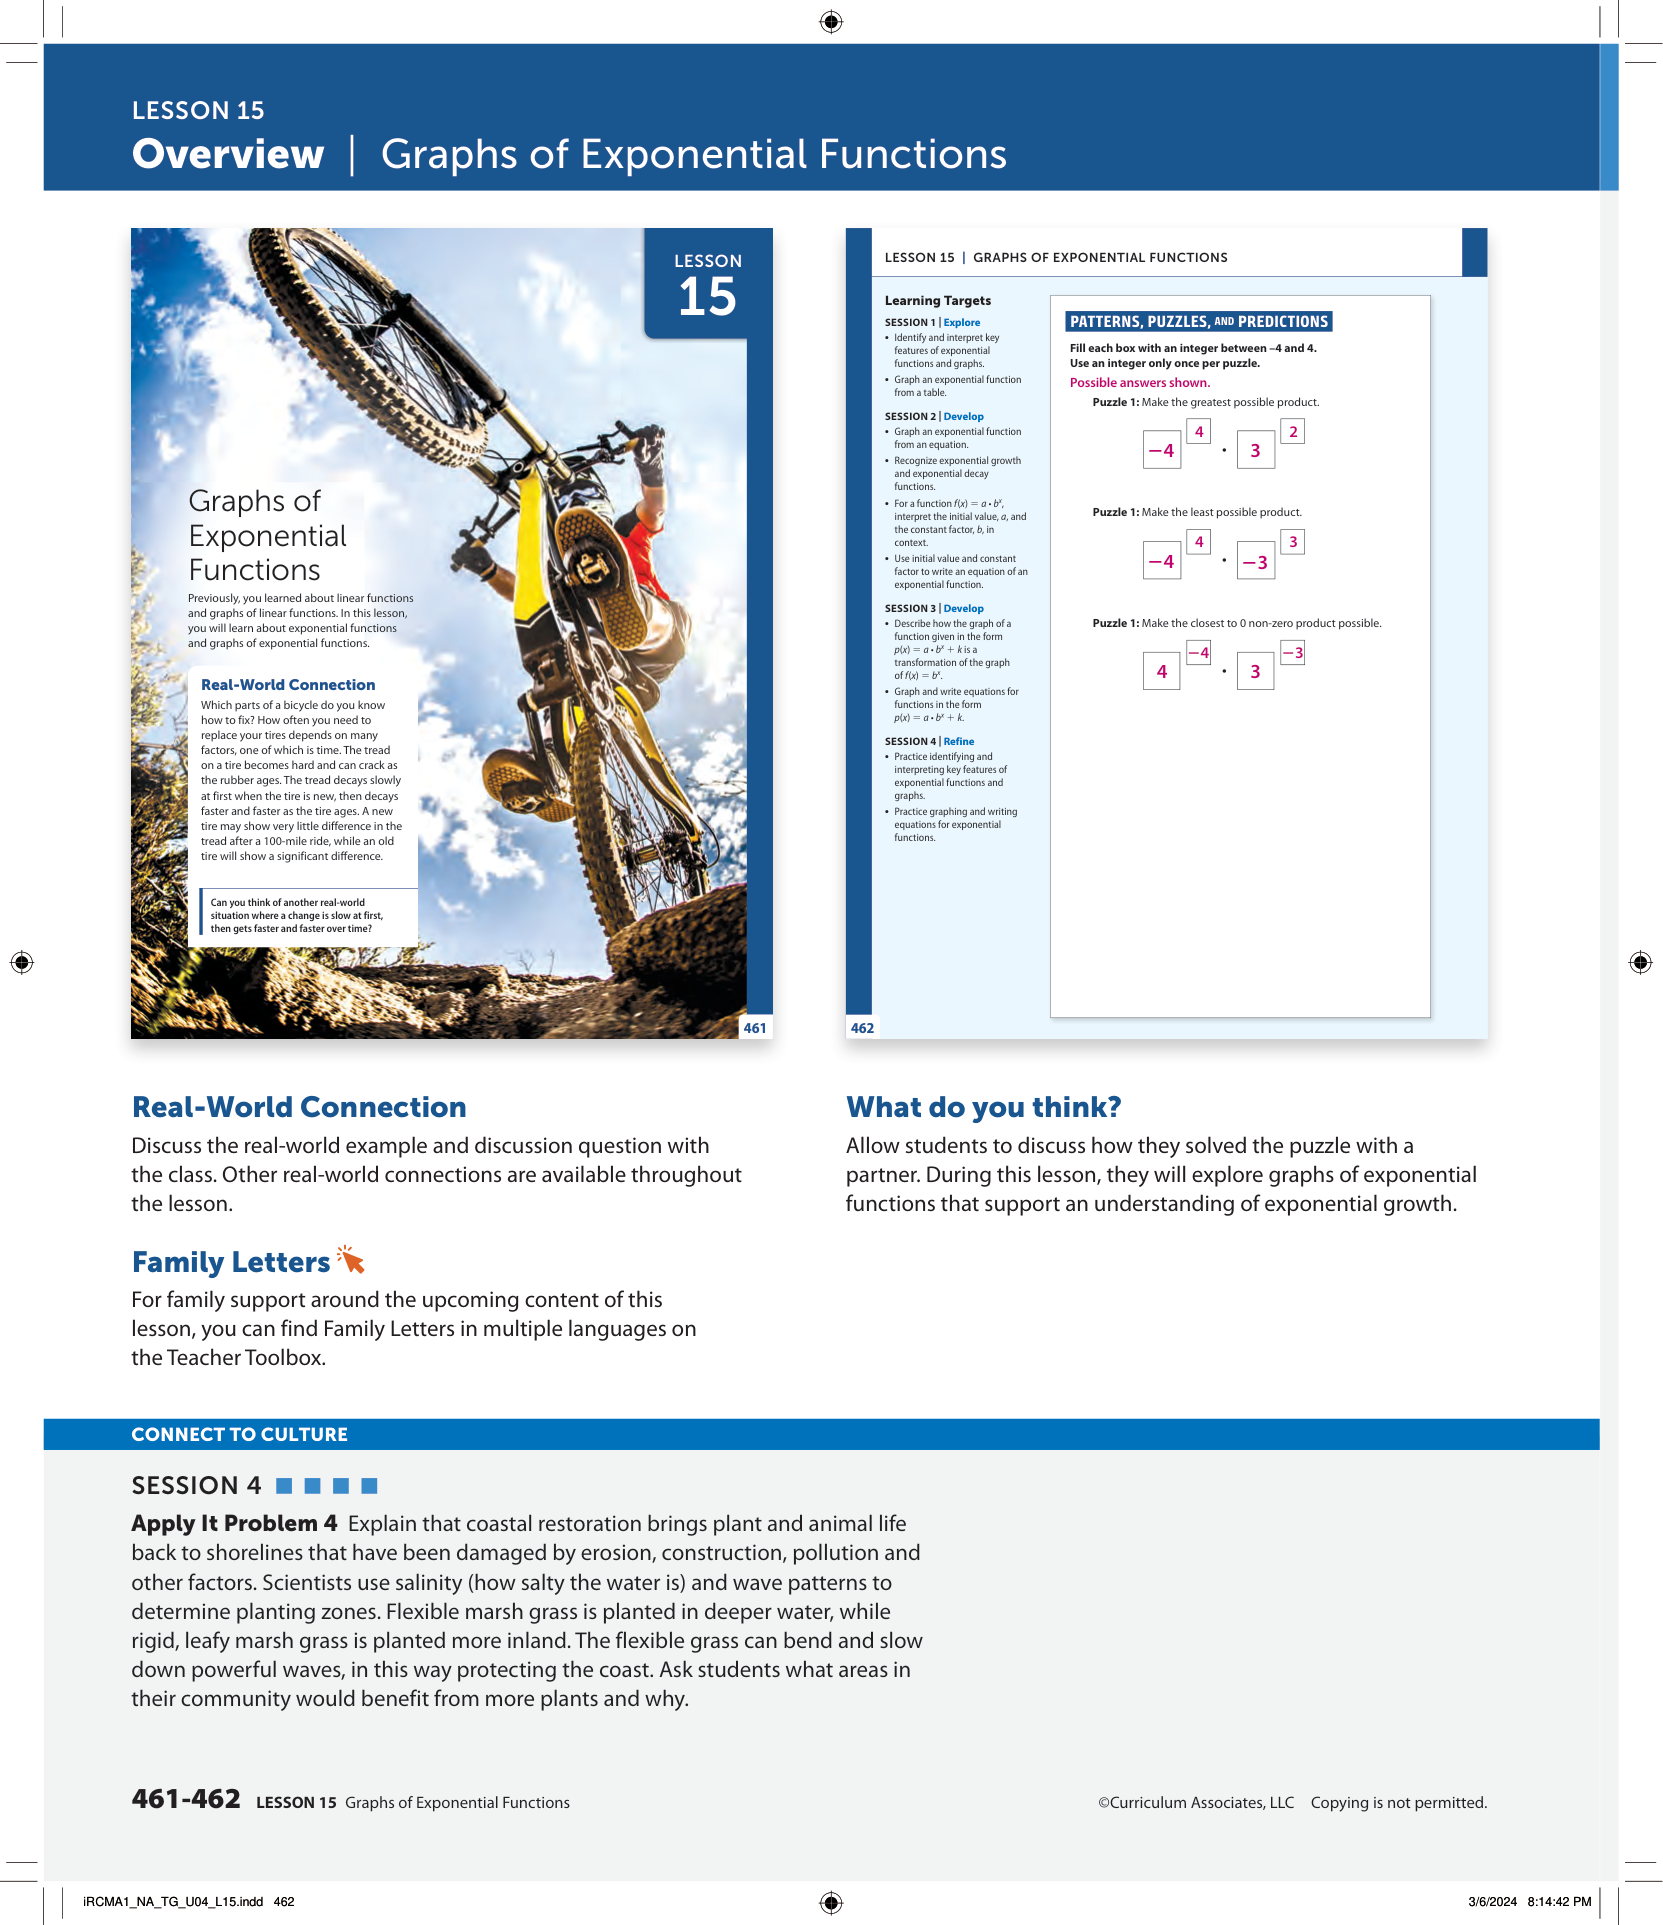 LESSON 15
Overview | Graphs of Exponential Functions
LESSON
15
Graphs of
Exponential
Functions
Previously, you learned about linear functions
and graphs of linear functions. In this lesson,
you will learn about exponential functions
and graphs of exponential functions.
Real-World Connection
Which parts of a bicycle do you know
how to fix? How often you need to
replace your tires depends on many
factors, one of which is time. The tread
on a tire becomes hard and can crack as
the rubber ages. The tread decays slowly
at first when the tire is new, then decays
faster and faster as the tire ages. A new
tire may show very little difference in the
tread after a 100-mile ride, while an old
tire will show a significant difference.
Can you think of another real-world
situation where a change is slow at first,
then gets faster and faster over time?
461
LESSON 15 | GRAPHS OF EXPONENTIAL FUNCTIONS
Learning Targets
SESSION 1 | Explore
• Identify and interpret key
features of exponential
functions and graphs.
• Graph an exponential function
from a table.
SESSION 2 | Develop
• Graph an exponential function
from an equation.
• Recognize exponential growth
and exponential decay
functions.
• For a function f(x) = a • bˣ,
interpret the initial value, a, and
the constant factor, b, in
context.
• Use initial value and constant
factor to write an equation of an
exponential function.
SESSION 3 | Develop
• Describe how the graph of a
function given in the form
p(x) = a • bˣ + k is a
transformation of the graph
of f(x) = bˣ.
• Graph and write equations for
functions in the form
p(x) = a • bˣ + k.
SESSION 4 | Refine
• Practice identifying and
interpreting key features of
exponential functions and
graphs.
• Practice graphing and writing
equations for exponential
functions.
PATTERNS, PUZZLES, AND PREDICTIONS
Fill each box with an integer between –4 and 4.
Use an integer only once per puzzle.
Possible answers shown.
Puzzle 1: Make the greatest possible product.
4 2
−4 • 3
Puzzle 1: Make the least possible product.
4 3
−4 • −3
Puzzle 1: Make the closest to 0 non-zero product possible.
−4 −3
4 • 3
462
Real-World Connection
Discuss the real-world example and discussion question with
the class. Other real-world connections are available throughout
the lesson.
Family Letters
For family support around the upcoming content of this
lesson, you can find Family Letters in multiple languages on
the Teacher Toolbox.
What do you think?
Allow students to discuss how they solved the puzzle with a
partner. During this lesson, they will explore graphs of exponential
functions that support an understanding of exponential growth.
CONNECT TO CULTURE
SESSION 4 ■ ■ ■ ■
Apply It Problem 4 Explain that coastal restoration brings plant and animal life
back to shorelines that have been damaged by erosion, construction, pollution and
other factors. Scientists use salinity (how salty the water is) and wave patterns to
determine planting zones. Flexible marsh grass is planted in deeper water, while
rigid, leafy marsh grass is planted more inland. The flexible grass can bend and slow
down powerful waves, in this way protecting the coast. Ask students what areas in
their community would benefit from more plants and why.
461-462 LESSON 15 Graphs of Exponential Functions
©Curriculum Associates, LLC Copying is not permitted.
iRCMA1_NA_TG_U04_L15.indd 462
3/6/2024 8:14:42 PM